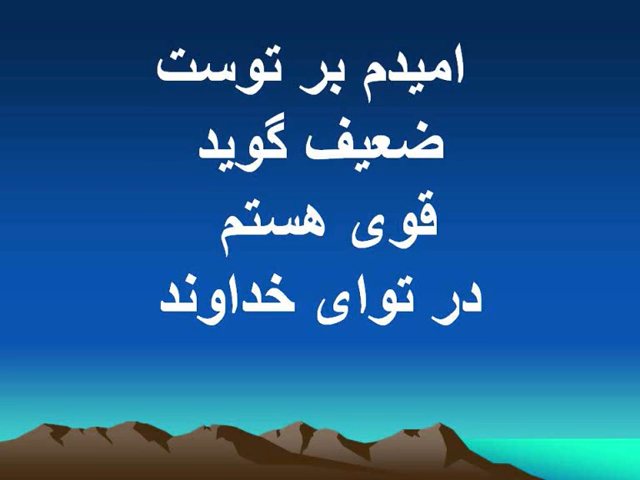 امیدم بر توست
ضعیف گوید
قوی هستم
در توای خداوند